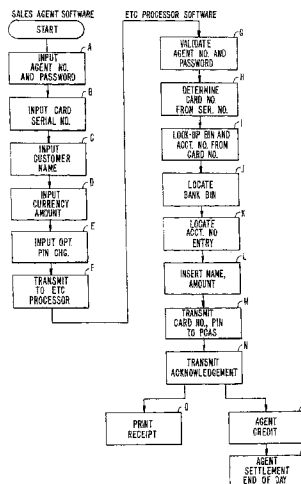 SALES AGENT SOFTWARE
START
A
INPUT
AGENT NO.
AND PASSWORD
B
INPUT CARD
SERIAL NO.
C
INPUT
CUSTOMER
NAME
D
INPUT
CURRENCY
AMOUNT
E
INPUT OPT.
PIN CHG.
F
TRANSMIT
TO ETC
PROCESSOR
ETC PROCESSOR SOFTWARE
G
VALIDATE
AGENT NO. AND
PASSWORD
H
DETERMINE
CARD NO.
FROM SER. NO.
I
LOOK-UP BIN AND
ACCT. NO. FROM
CARD NO.
J
LOCATE
BANK BIN
K
LOCATE
ACCT. NO
ENTRY
L
INSERT NAME,
AMOUNT
M
TRANSMIT
CARD NO., PIN
TO PCAS
N
TRANSMIT
ACKNOWLEDGEMENT
O
PRINT
RECEIPT
AGENT
CREDIT
AGENT
SETTLEMENT
END OF DAY